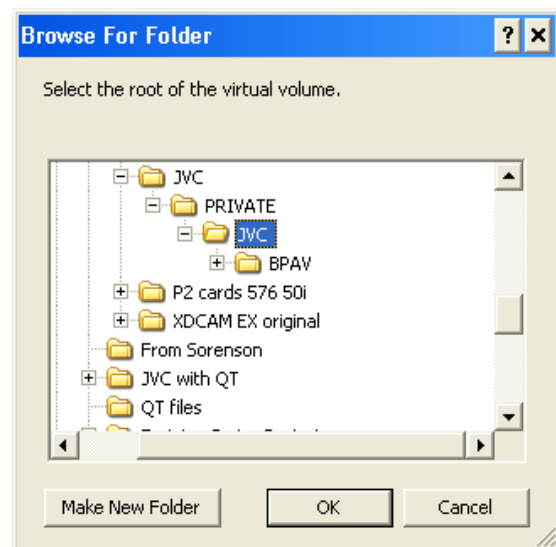 Browse For Folder
Select the root of the virtual volume.
JVC
PRIVATE
JVC
BPAV
P2 cards 576 50i
XDCAM EX original
From Sorenson
JVC with QT
QT files
Make New Folder OK Cancel